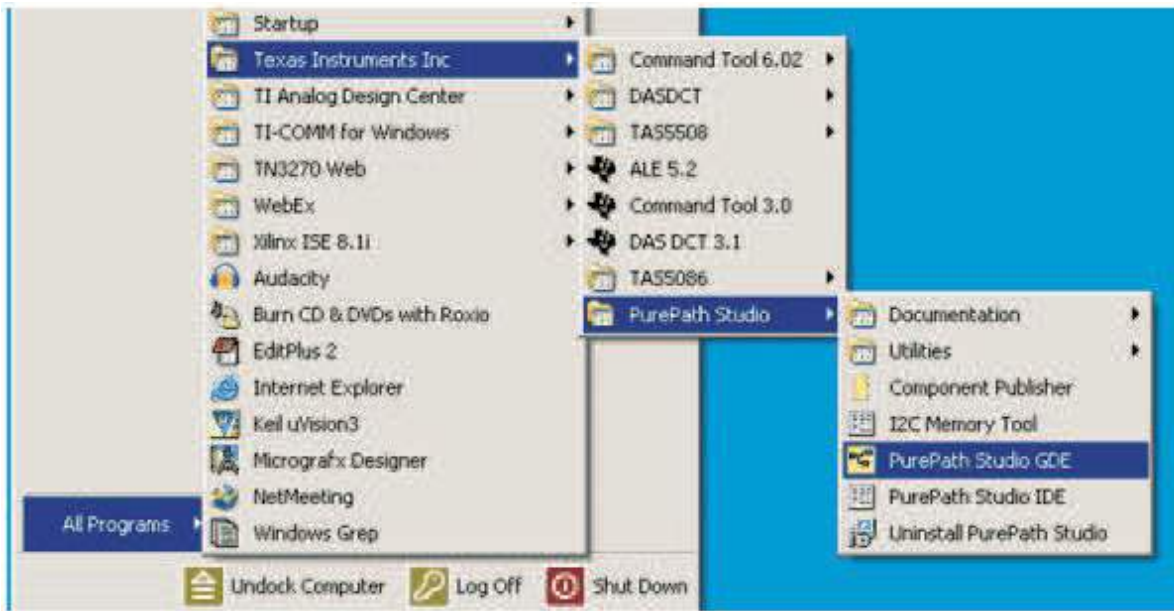 Startup
Texas Instruments Inc
TI Analog Design Center
TI-COMM for Windows
TN3270 Web
WebEx
Xilinx ISE 8.1i
Audacity
Burn CD & DVDs with Roxio
EditPlus 2
Internet Explorer
Keil uVision3
Micrografx Designer
NetMeeting
Windows Grep
Command Tool 6.02
DASDCT
TAS5508
ALE 5.2
Command Tool 3.0
DAS DCT 3.1
TAS5086
PurePath Studio
Documentation
Utilities
Component Publisher
I2C Memory Tool
PurePath Studio GDE
PurePath Studio IDE
Uninstall PurePath Studio
All Programs
Undock Computer
Log Off
Shut Down